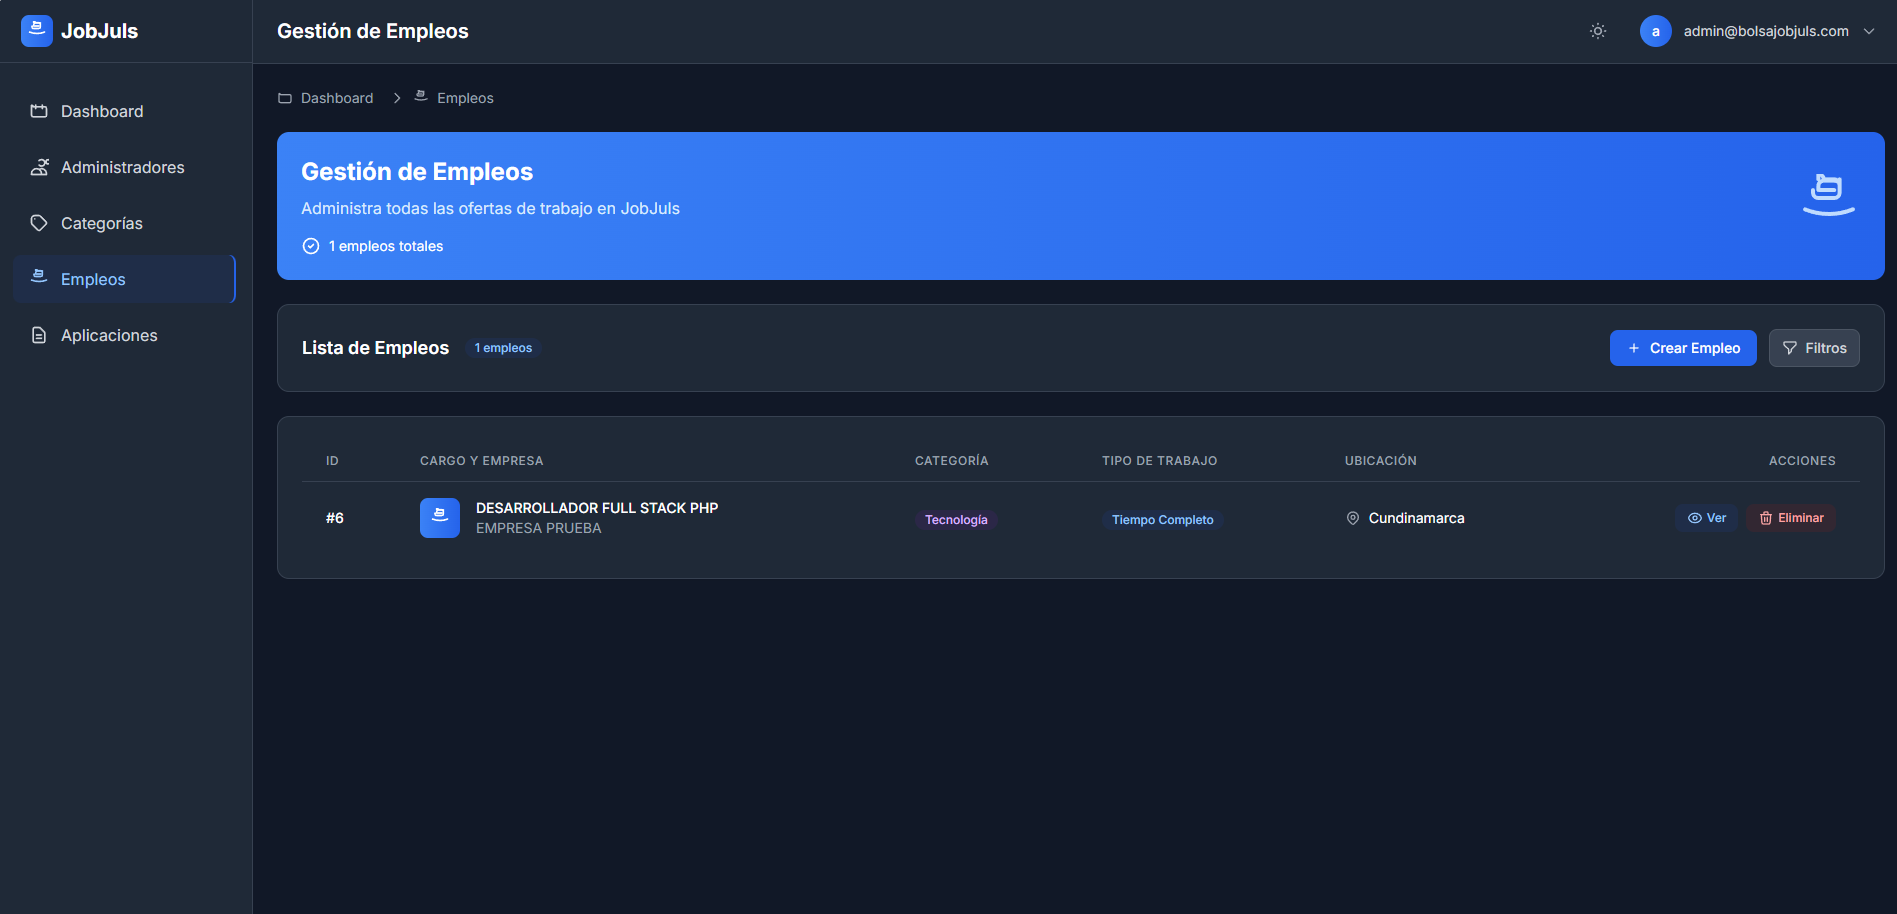 JobJuls
Gestión de Empleos
a
admin@bolsajobjuls.com
Dashboard
Administradores
Categorías
Empleos
Aplicaciones
Dashboard
Empleos
Gestión de Empleos
Administra todas las ofertas de trabajo en JobJuls
1 empleos totales
Lista de Empleos
1 empleos
Crear Empleo
Filtros
ID
CARGO Y EMPRESA
CATEGORÍA
TIPO DE TRABAJO
UBICACIÓN
ACCIONES
#6
DESARROLLADOR FULL STACK PHP
EMPRESA PRUEBA
Tecnología
Tiempo Completo
Cundinamarca
Ver
Eliminar